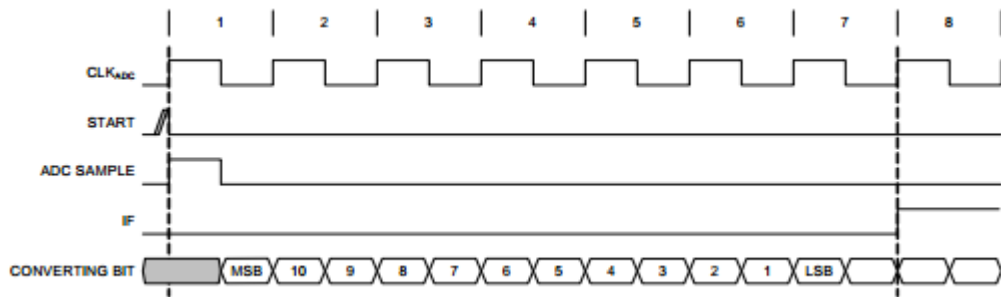 1 2 3 4 5 6 7 8
CLKADC
START
ADC SAMPLE
IF
CONVERTING BIT MSB 10 9 8 7 6 5 4 3 2 1 LSB